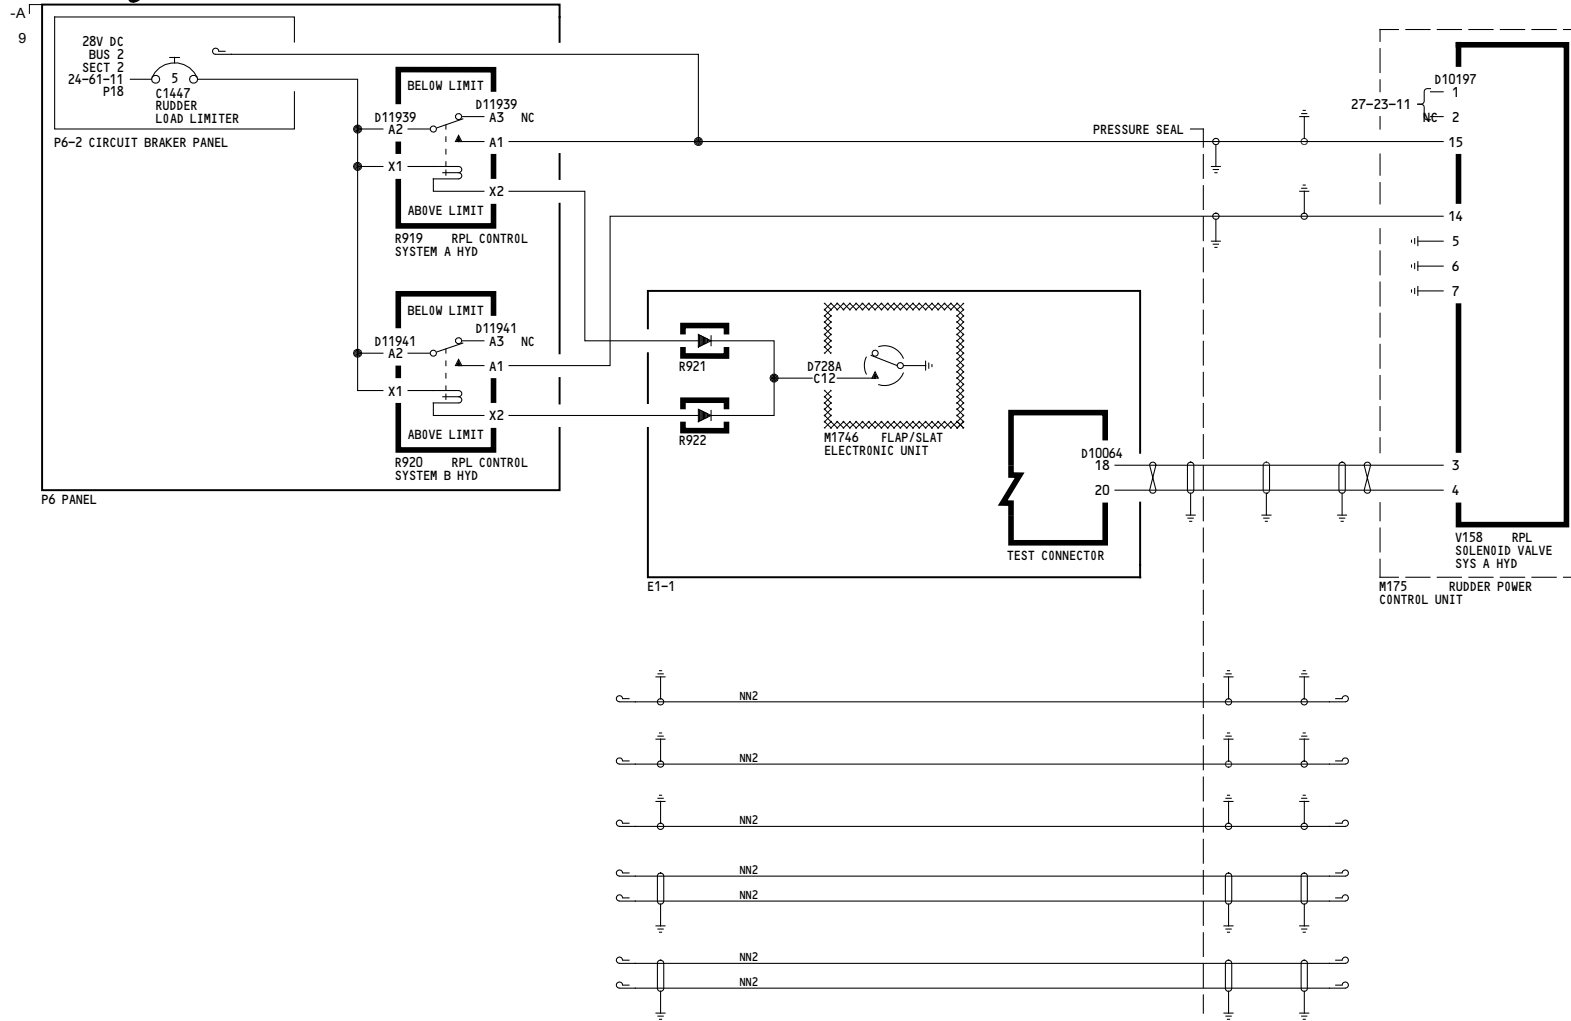 -A
9
28V DC
BUS 2
SECT 2
24-61-11
P18
5
C1447
RUDDER
LOAD LIMITER
P6-2 CIRCUIT BRAKER PANEL
BELOW LIMIT
D11939
A2
D11939
A3 NC
A1
X1
X2
ABOVE LIMIT
R919 RPL CONTROL
SYSTEM A HYD
BELOW LIMIT
D11941
A2
D11941
A3 NC
A1
X1
X2
ABOVE LIMIT
R920 RPL CONTROL
SYSTEM B HYD
P6 PANEL
R921
R922
D728A
C12
M1746 FLAP/SLAT
ELECTRONIC UNIT
D10064
18
20
TEST CONNECTOR
E1-1
PRESSURE SEAL
27-23-11
D10197
1
NC 2
15
14
5
6
7
3
4
V158 RPL
SOLENOID VALVE
SYS A HYD
M175 RUDDER POWER
CONTROL UNIT
NN2
NN2
NN2
NN2
NN2
NN2
NN2